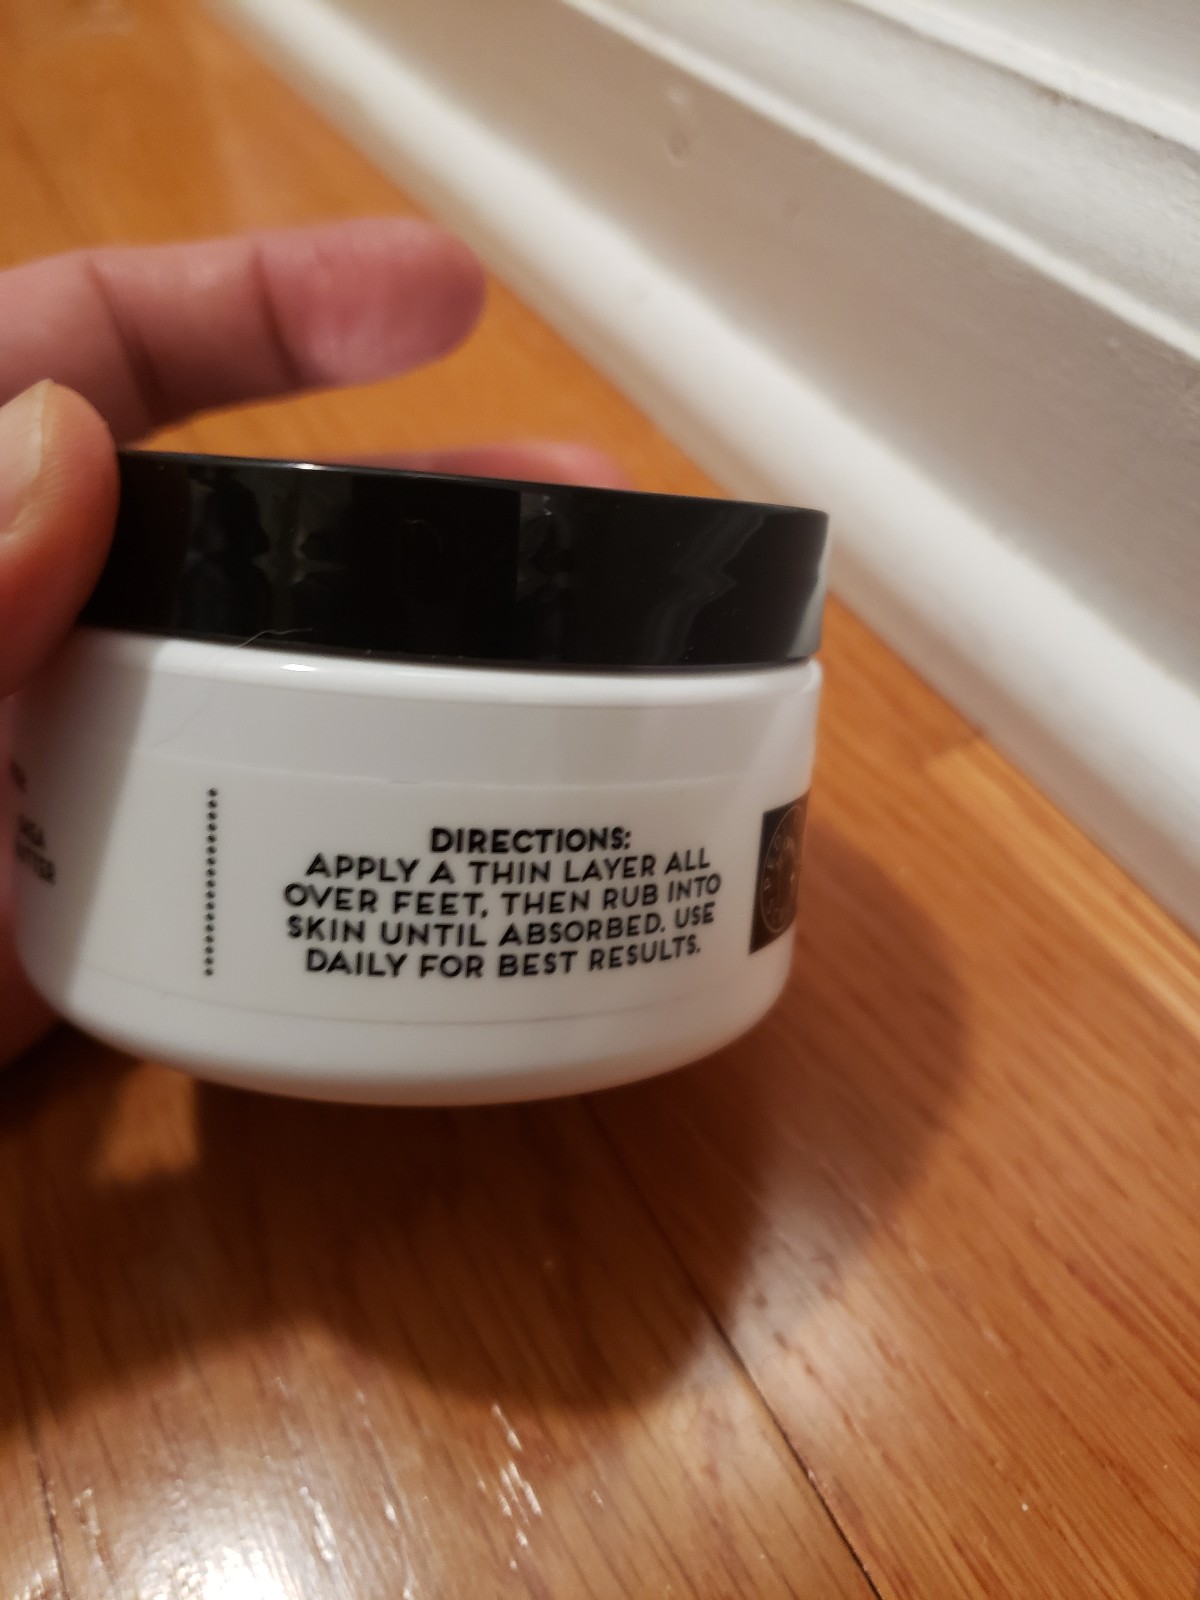 DIRECTIONS:
APPLY A THIN LAYER ALL
OVER FEET, THEN RUB INTO
SKIN UNTIL ABSORBED. USE
DAILY FOR BEST RESULTS.